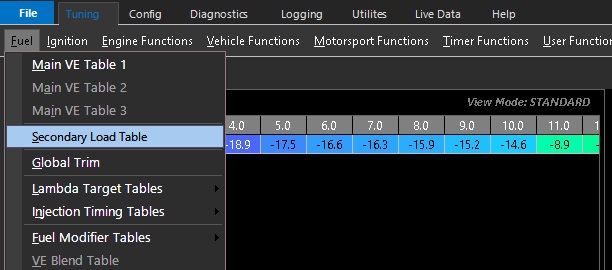 File Tuning Config Diagnostics Logging Utilites Live Data
Fuel Ignition Engine Functions Vehicle Functions Motorsport Functions Timer Functions User Function
Main VE Table 1
Main VE Table 2
Main VE Table 3
Secondary Load Table
Global Trim
Lambda Target Tables
Injection Timing Tables
Fuel Modifier Tables
VE Blend Table
View Mode: STANDARD
4.0 5.0 6.0 7.0 8.0 9.0 10.0 11.0 1
-18.9 -17.5 -16.6 -16.3 -15.9 -15.2 -14.6 -8.9 -